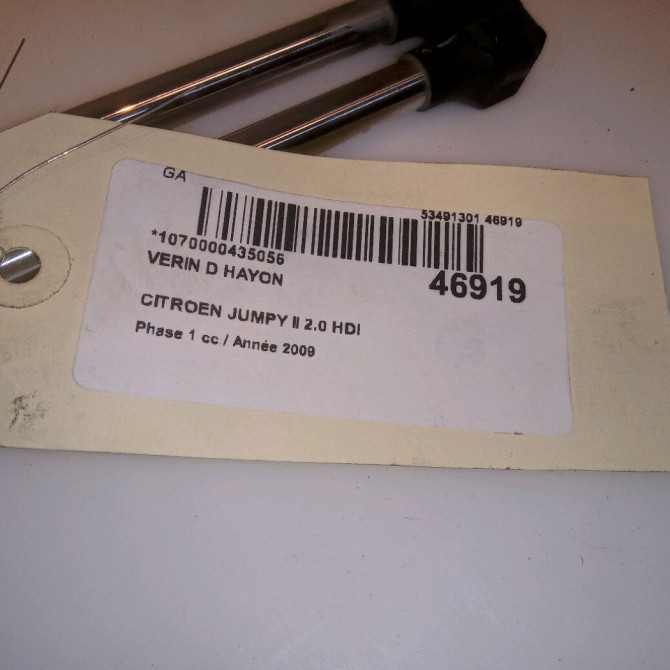 GA
53491301 46919
*1070000435056
46919
VERIN D HAYON
CITROEN JUMPY II 2.0 HDI
Phase 1 cc / Année 2009